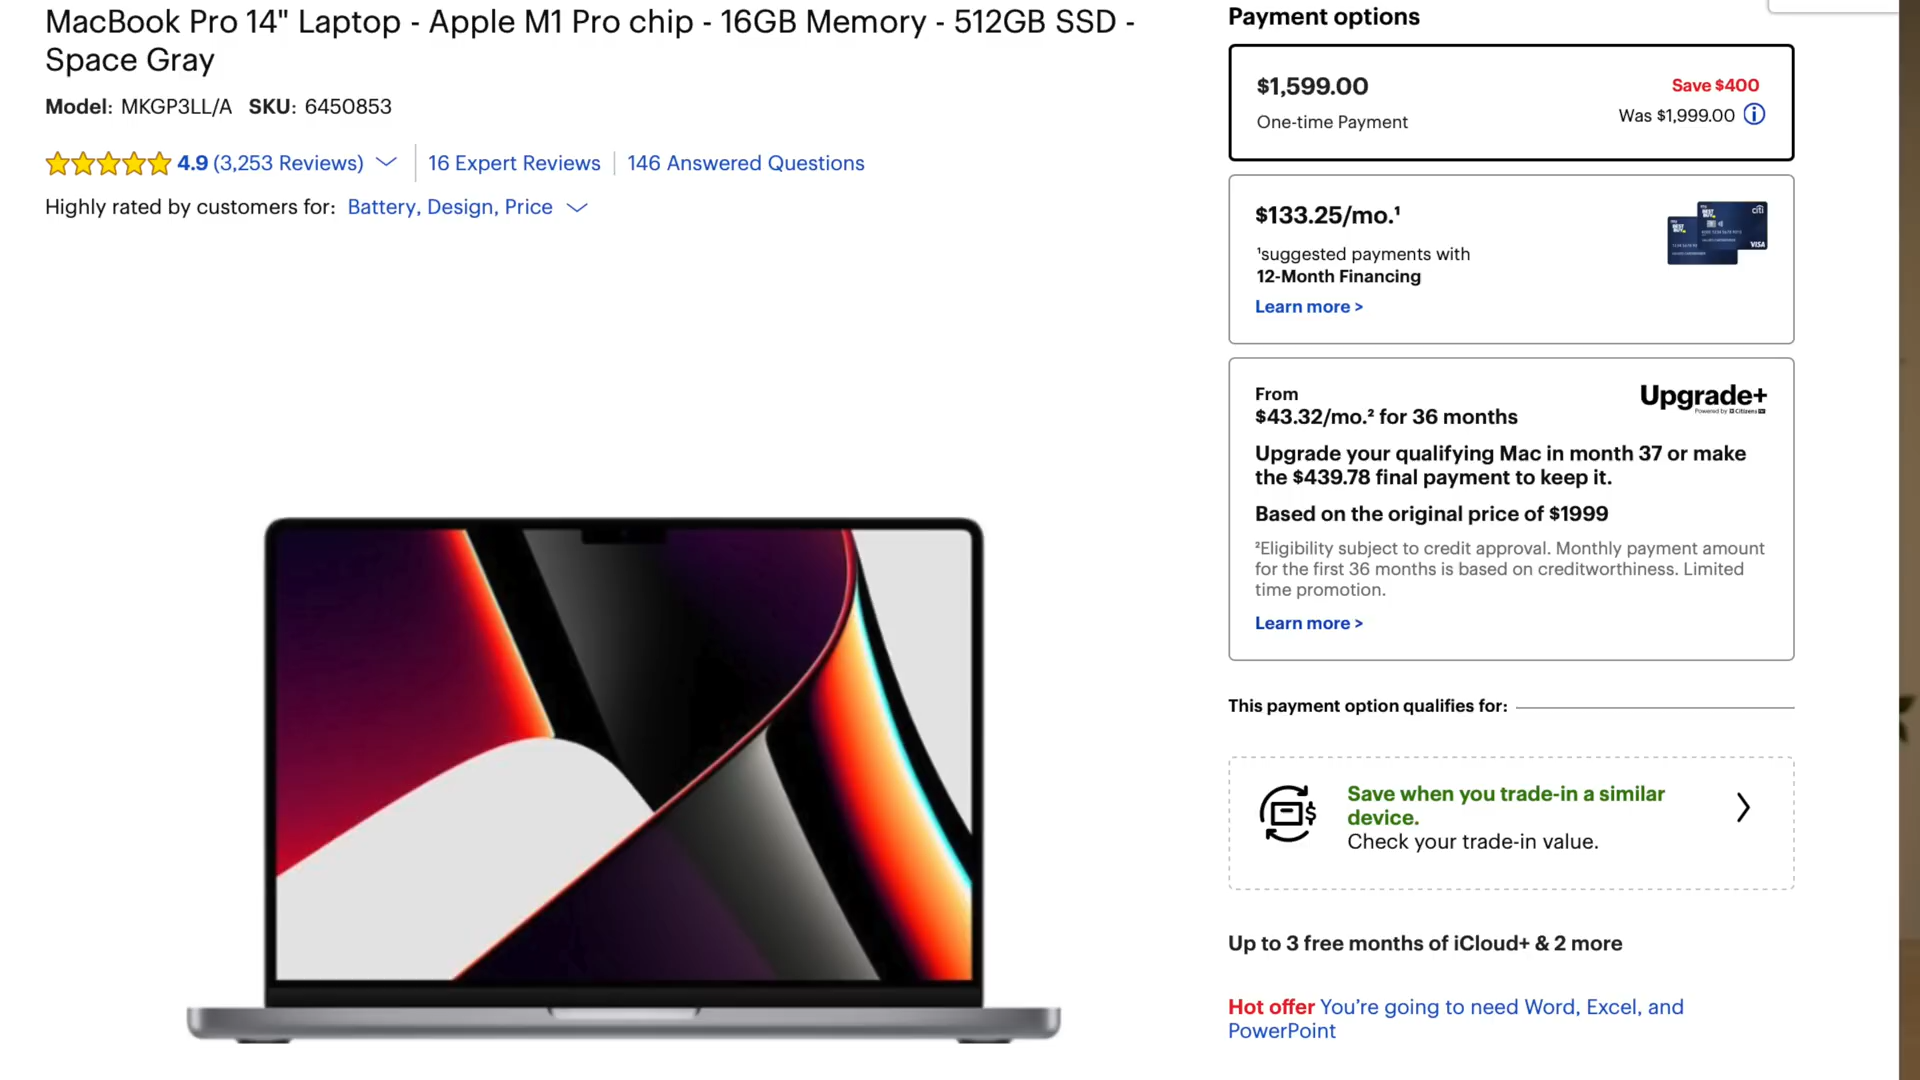 MacBook Pro 14" Laptop - Apple M1 Pro chip - 16GB Memory - 512GB SSD -
Space Gray
Model: MKGP3LL/A SKU: 6450853
4.9 (3,253 Reviews)
16 Expert Reviews
146 Answered Questions
Highly rated by customers for: Battery, Design, Price
Payment options
$1,599.00
Save $400
One-time Payment
Was $1,999.00
$133.25/mo.¹
¹suggested payments with
12-Month Financing
Learn more >
citi
BEST BUY
VISA
From
$43.32/mo.² for 36 months
Upgrade+
Powered by Citizens
Upgrade your qualifying Mac in month 37 or make
the $439.78 final payment to keep it.
Based on the original price of $1999
²Eligibility subject to credit approval. Monthly payment amount
for the first 36 months is based on creditworthiness. Limited
time promotion.
Learn more >
This payment option qualifies for:
Save when you trade-in a similar
device.
Check your trade-in value.
Up to 3 free months of iCloud+ & 2 more
Hot offer You’re going to need Word, Excel, and
PowerPoint